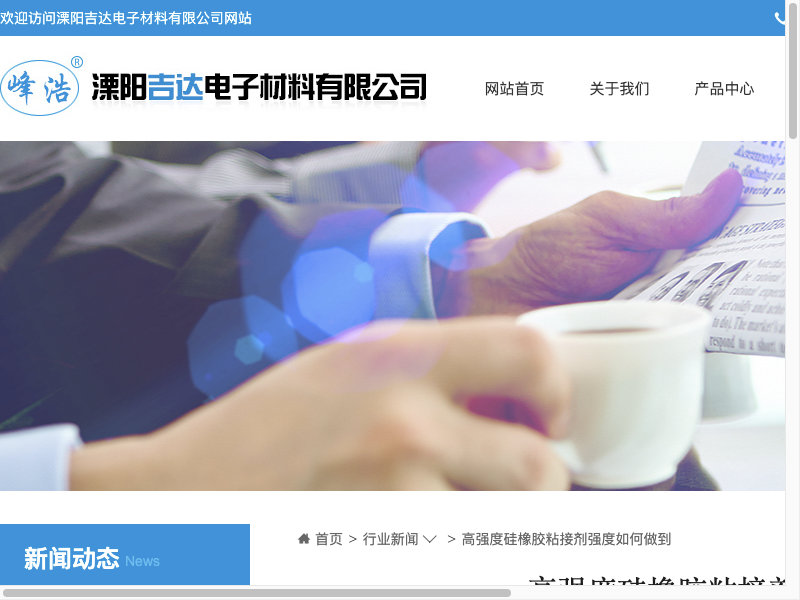 欢迎访问溧阳吉达电子材料有限公司网站
峰浩®
溧阳吉达电子材料有限公司
网站首页
关于我们
产品中心
首页 > 行业新闻 > 高强度硅橡胶粘接剂强度如何做到
新闻动态 News